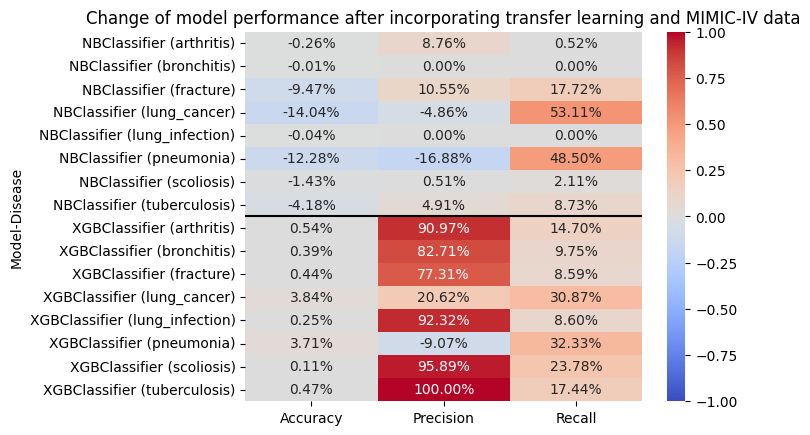 Change of model performance after incorporating transfer learning and MIMIC-IV data
Model-Disease
NBClassifier (arthritis) -0.26% 8.76% 0.52%
NBClassifier (bronchitis) -0.01% 0.00% 0.00%
NBClassifier (fracture) -9.47% 10.55% 17.72%
NBClassifier (lung_cancer) -14.04% -4.86% 53.11%
NBClassifier (lung_infection) -0.04% 0.00% 0.00%
NBClassifier (pneumonia) -12.28% -16.88% 48.50%
NBClassifier (scoliosis) -1.43% 0.51% 2.11%
NBClassifier (tuberculosis) -4.18% 4.91% 8.73%
XGBClassifier (arthritis) 0.54% 90.97% 14.70%
XGBClassifier (bronchitis) 0.39% 82.71% 9.75%
XGBClassifier (fracture) 0.44% 77.31% 8.59%
XGBClassifier (lung_cancer) 3.84% 20.62% 30.87%
XGBClassifier (lung_infection) 0.25% 92.32% 8.60%
XGBClassifier (pneumonia) 3.71% -9.07% 32.33%
XGBClassifier (scoliosis) 0.11% 95.89% 23.78%
XGBClassifier (tuberculosis) 0.47% 100.00% 17.44%
Accuracy Precision Recall
1.00
0.75
0.50
0.25
0.00
−0.25
−0.50
−0.75
−1.00